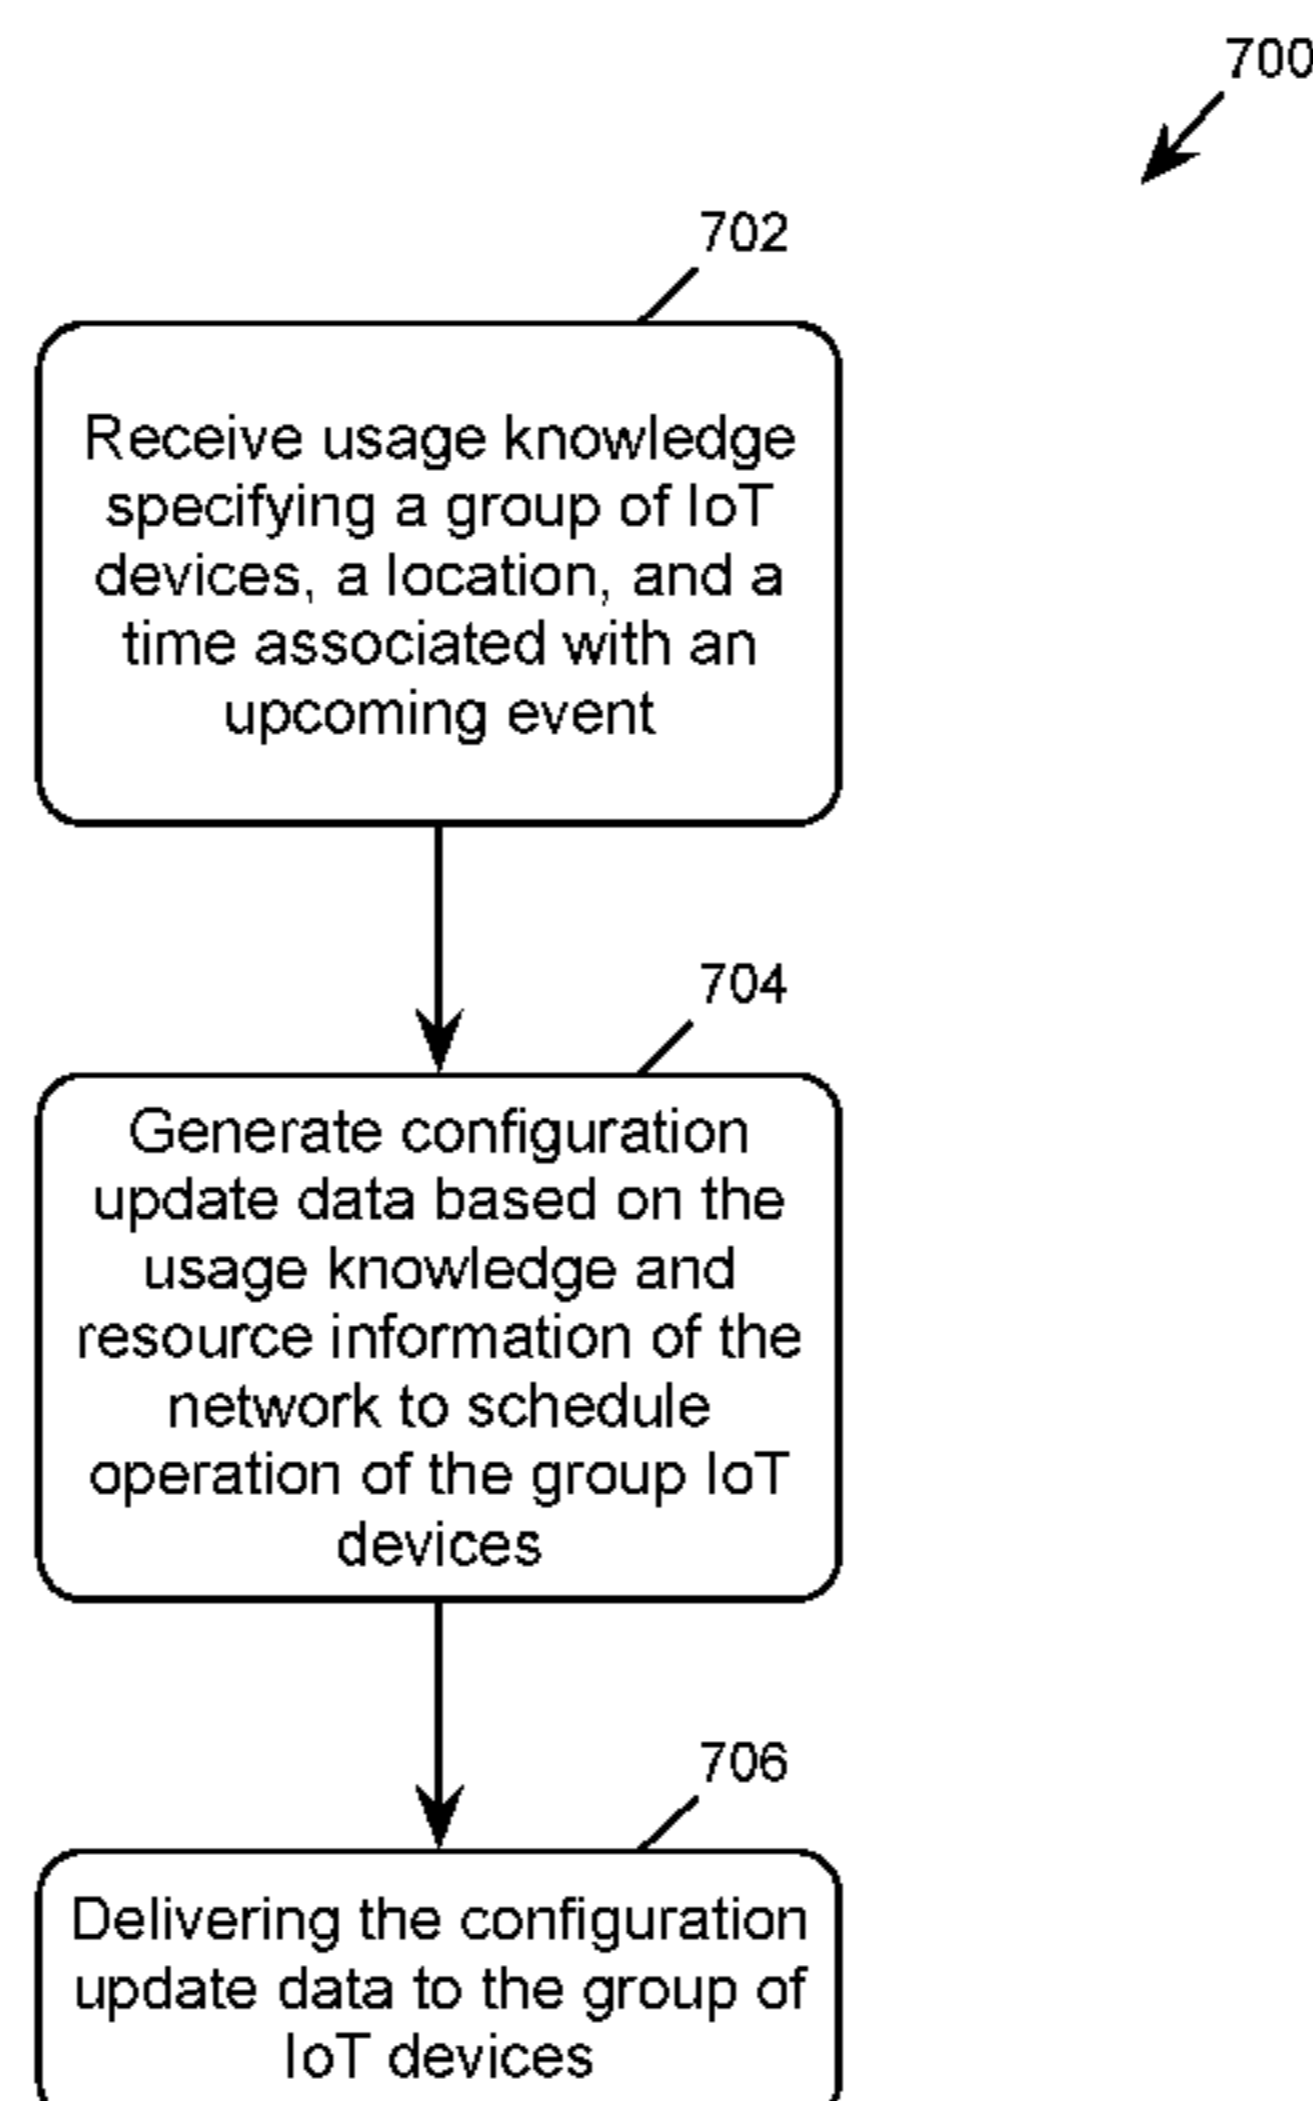 700
702
Receive usage knowledge
specifying a group of IoT
devices, a location, and a
time associated with an
upcoming event
704
Generate configuration
update data based on the
usage knowledge and
resource information of the
network to schedule
operation of the group IoT
devices
706
Delivering the configuration
update data to the group of
IoT devices